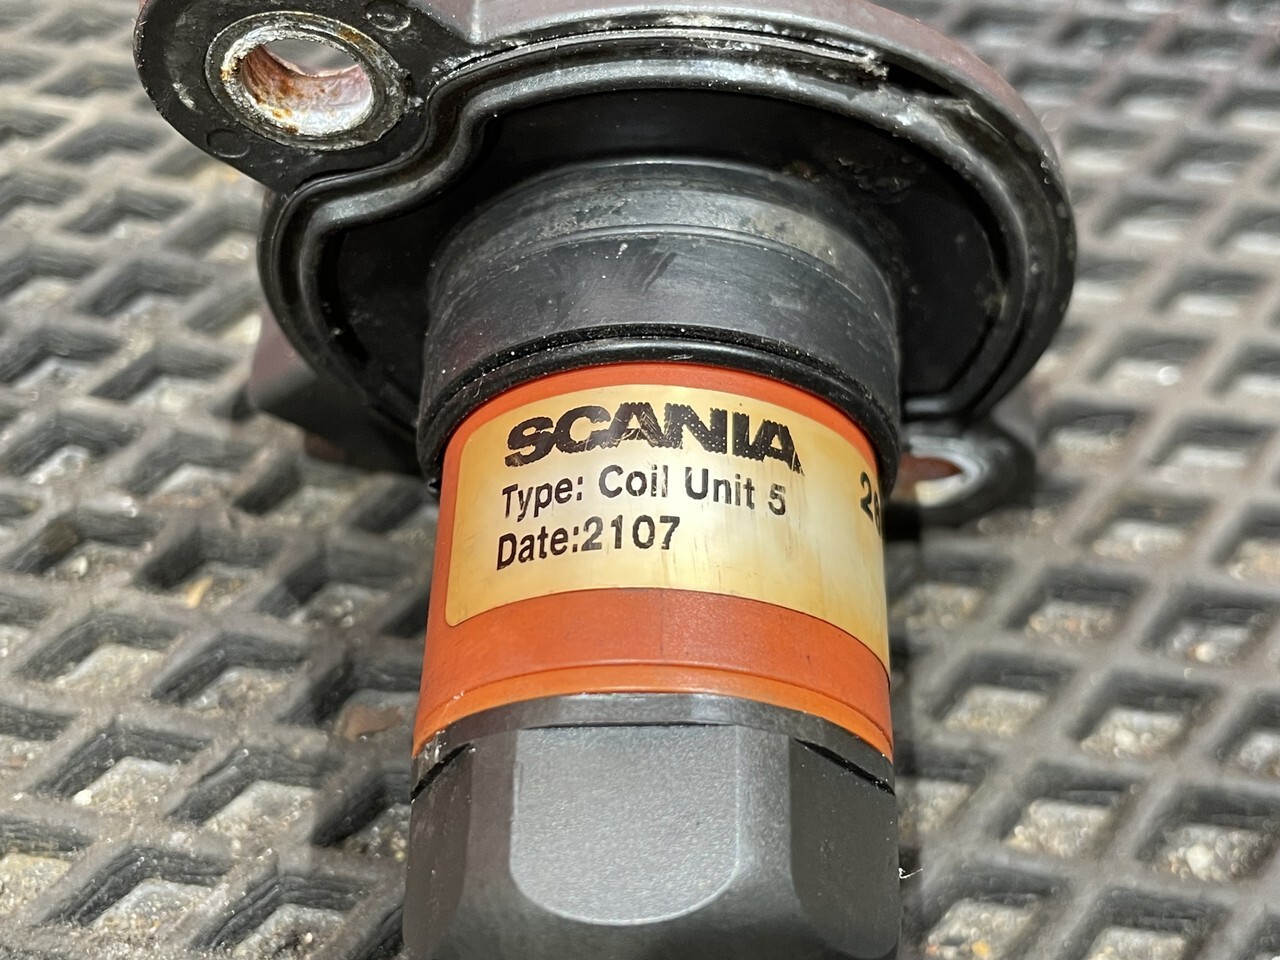 SCANIA
Type: Coil Unit 5
Date:2107